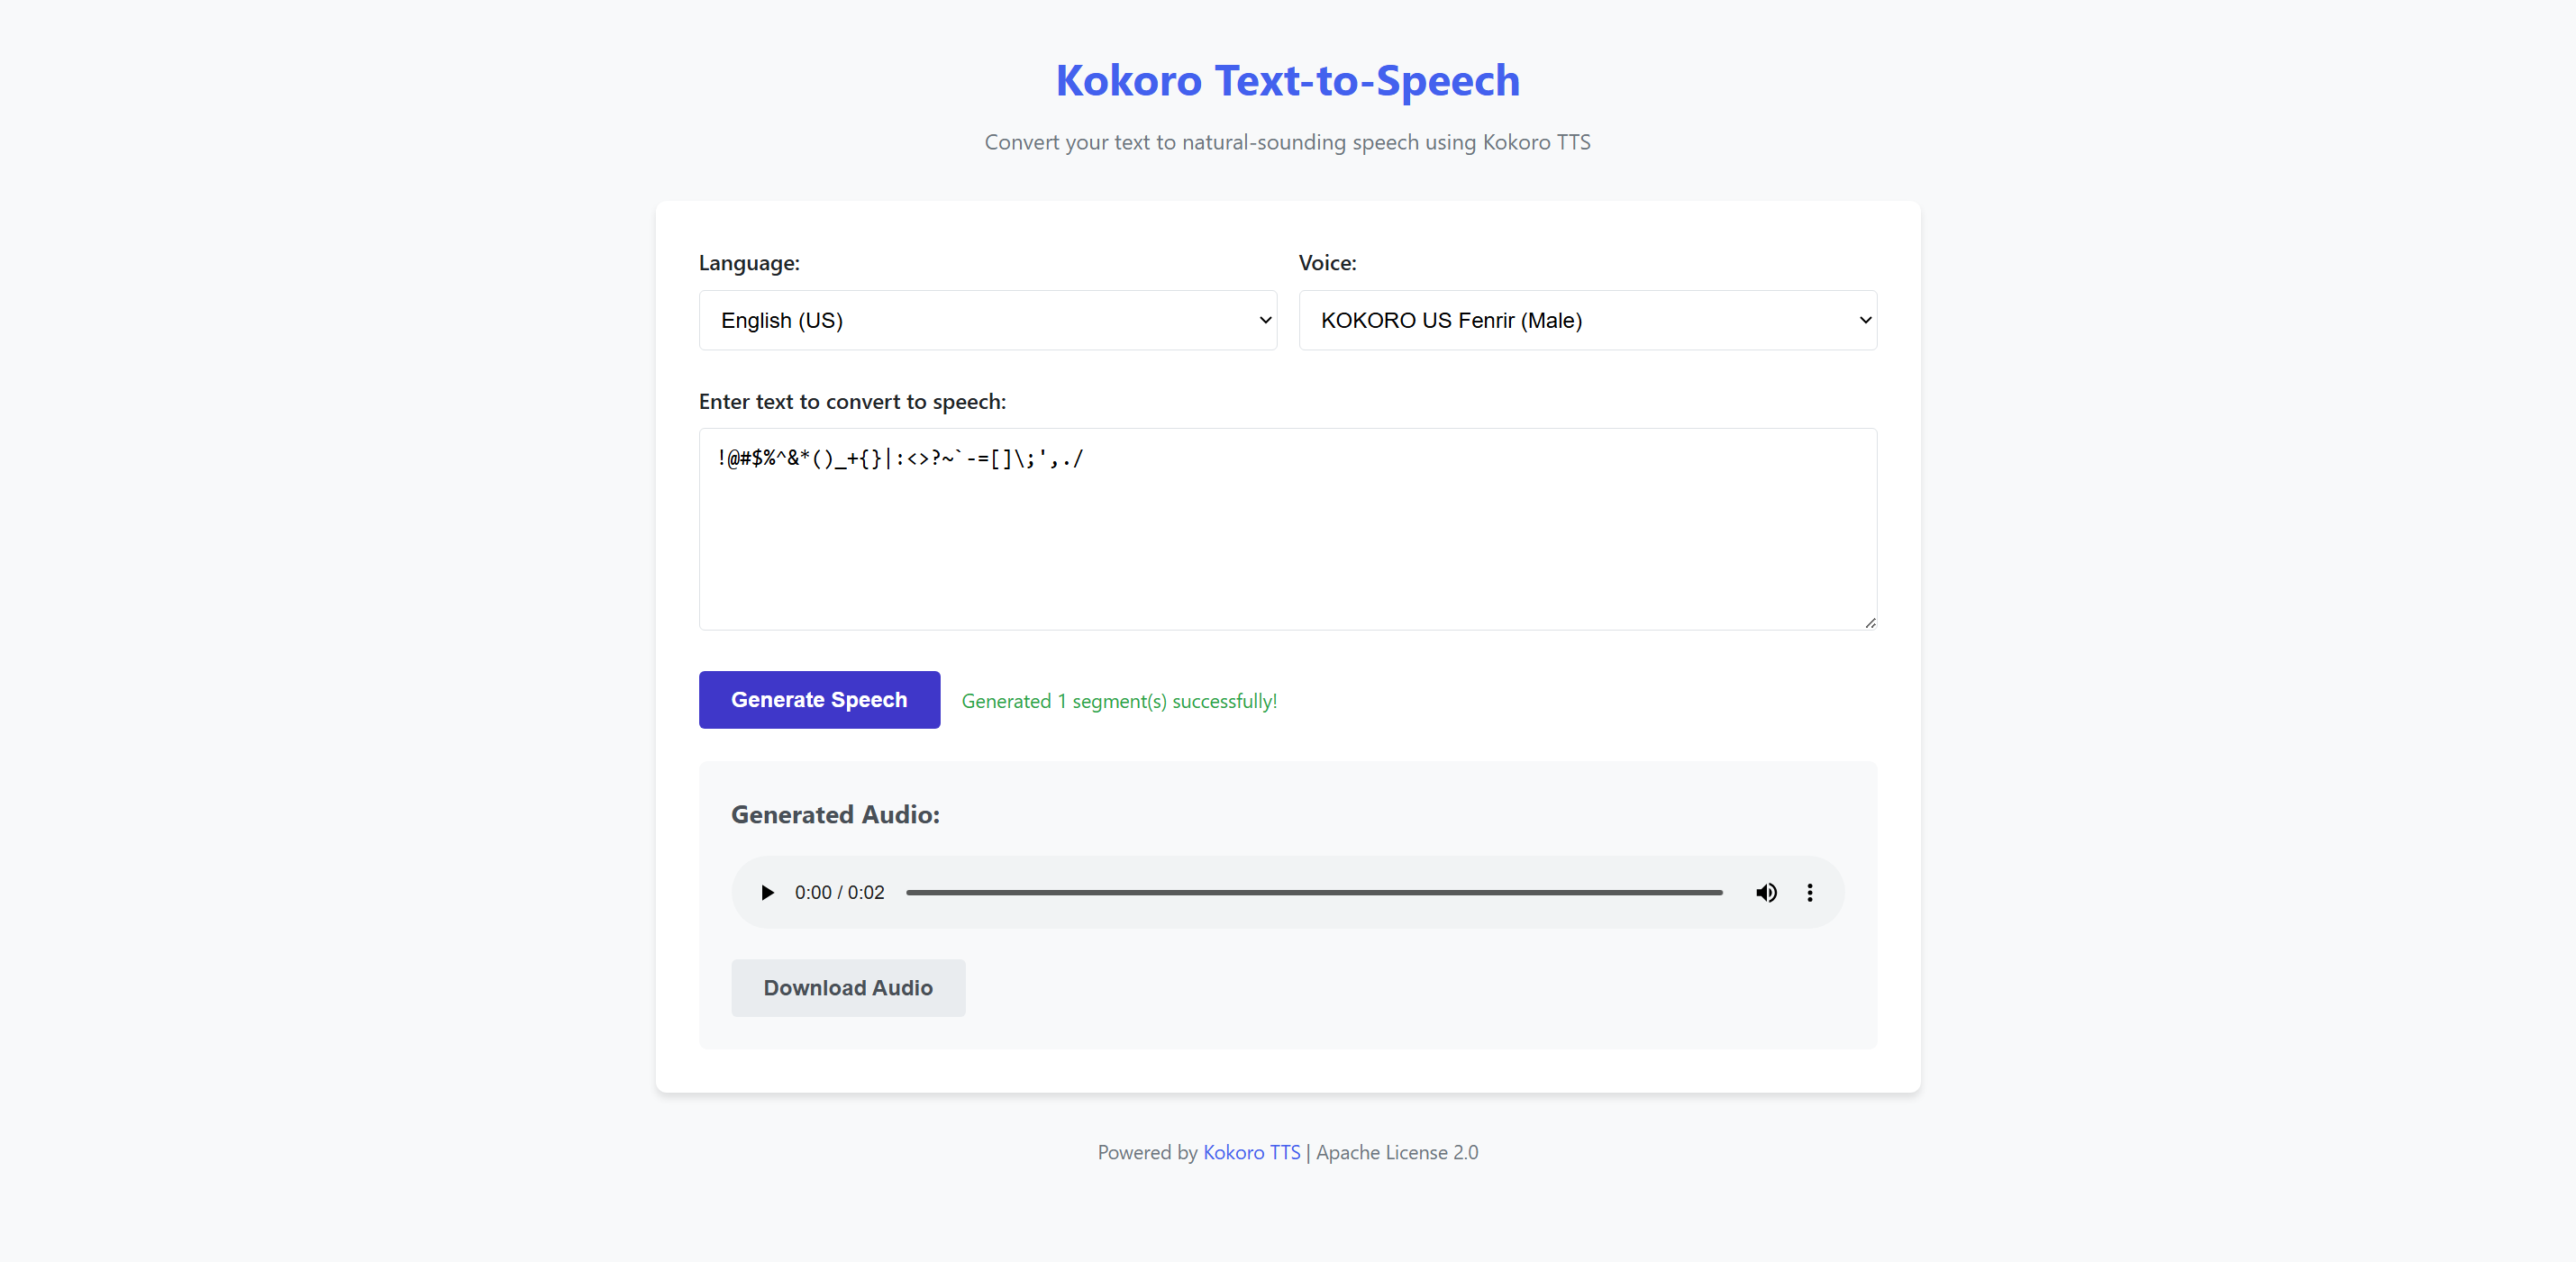 Kokoro Text-to-Speech
Convert your text to natural-sounding speech using Kokoro TTS
Language:
Voice:
English (US)
KOKORO US Fenrir (Male)
Enter text to convert to speech:
!@#$%^&*()_+{}|:<>?~`-=[]\;',./
Generate Speech
Generated 1 segment(s) successfully!
Generated Audio:
0:00 / 0:02
Download Audio
Powered by Kokoro TTS | Apache License 2.0